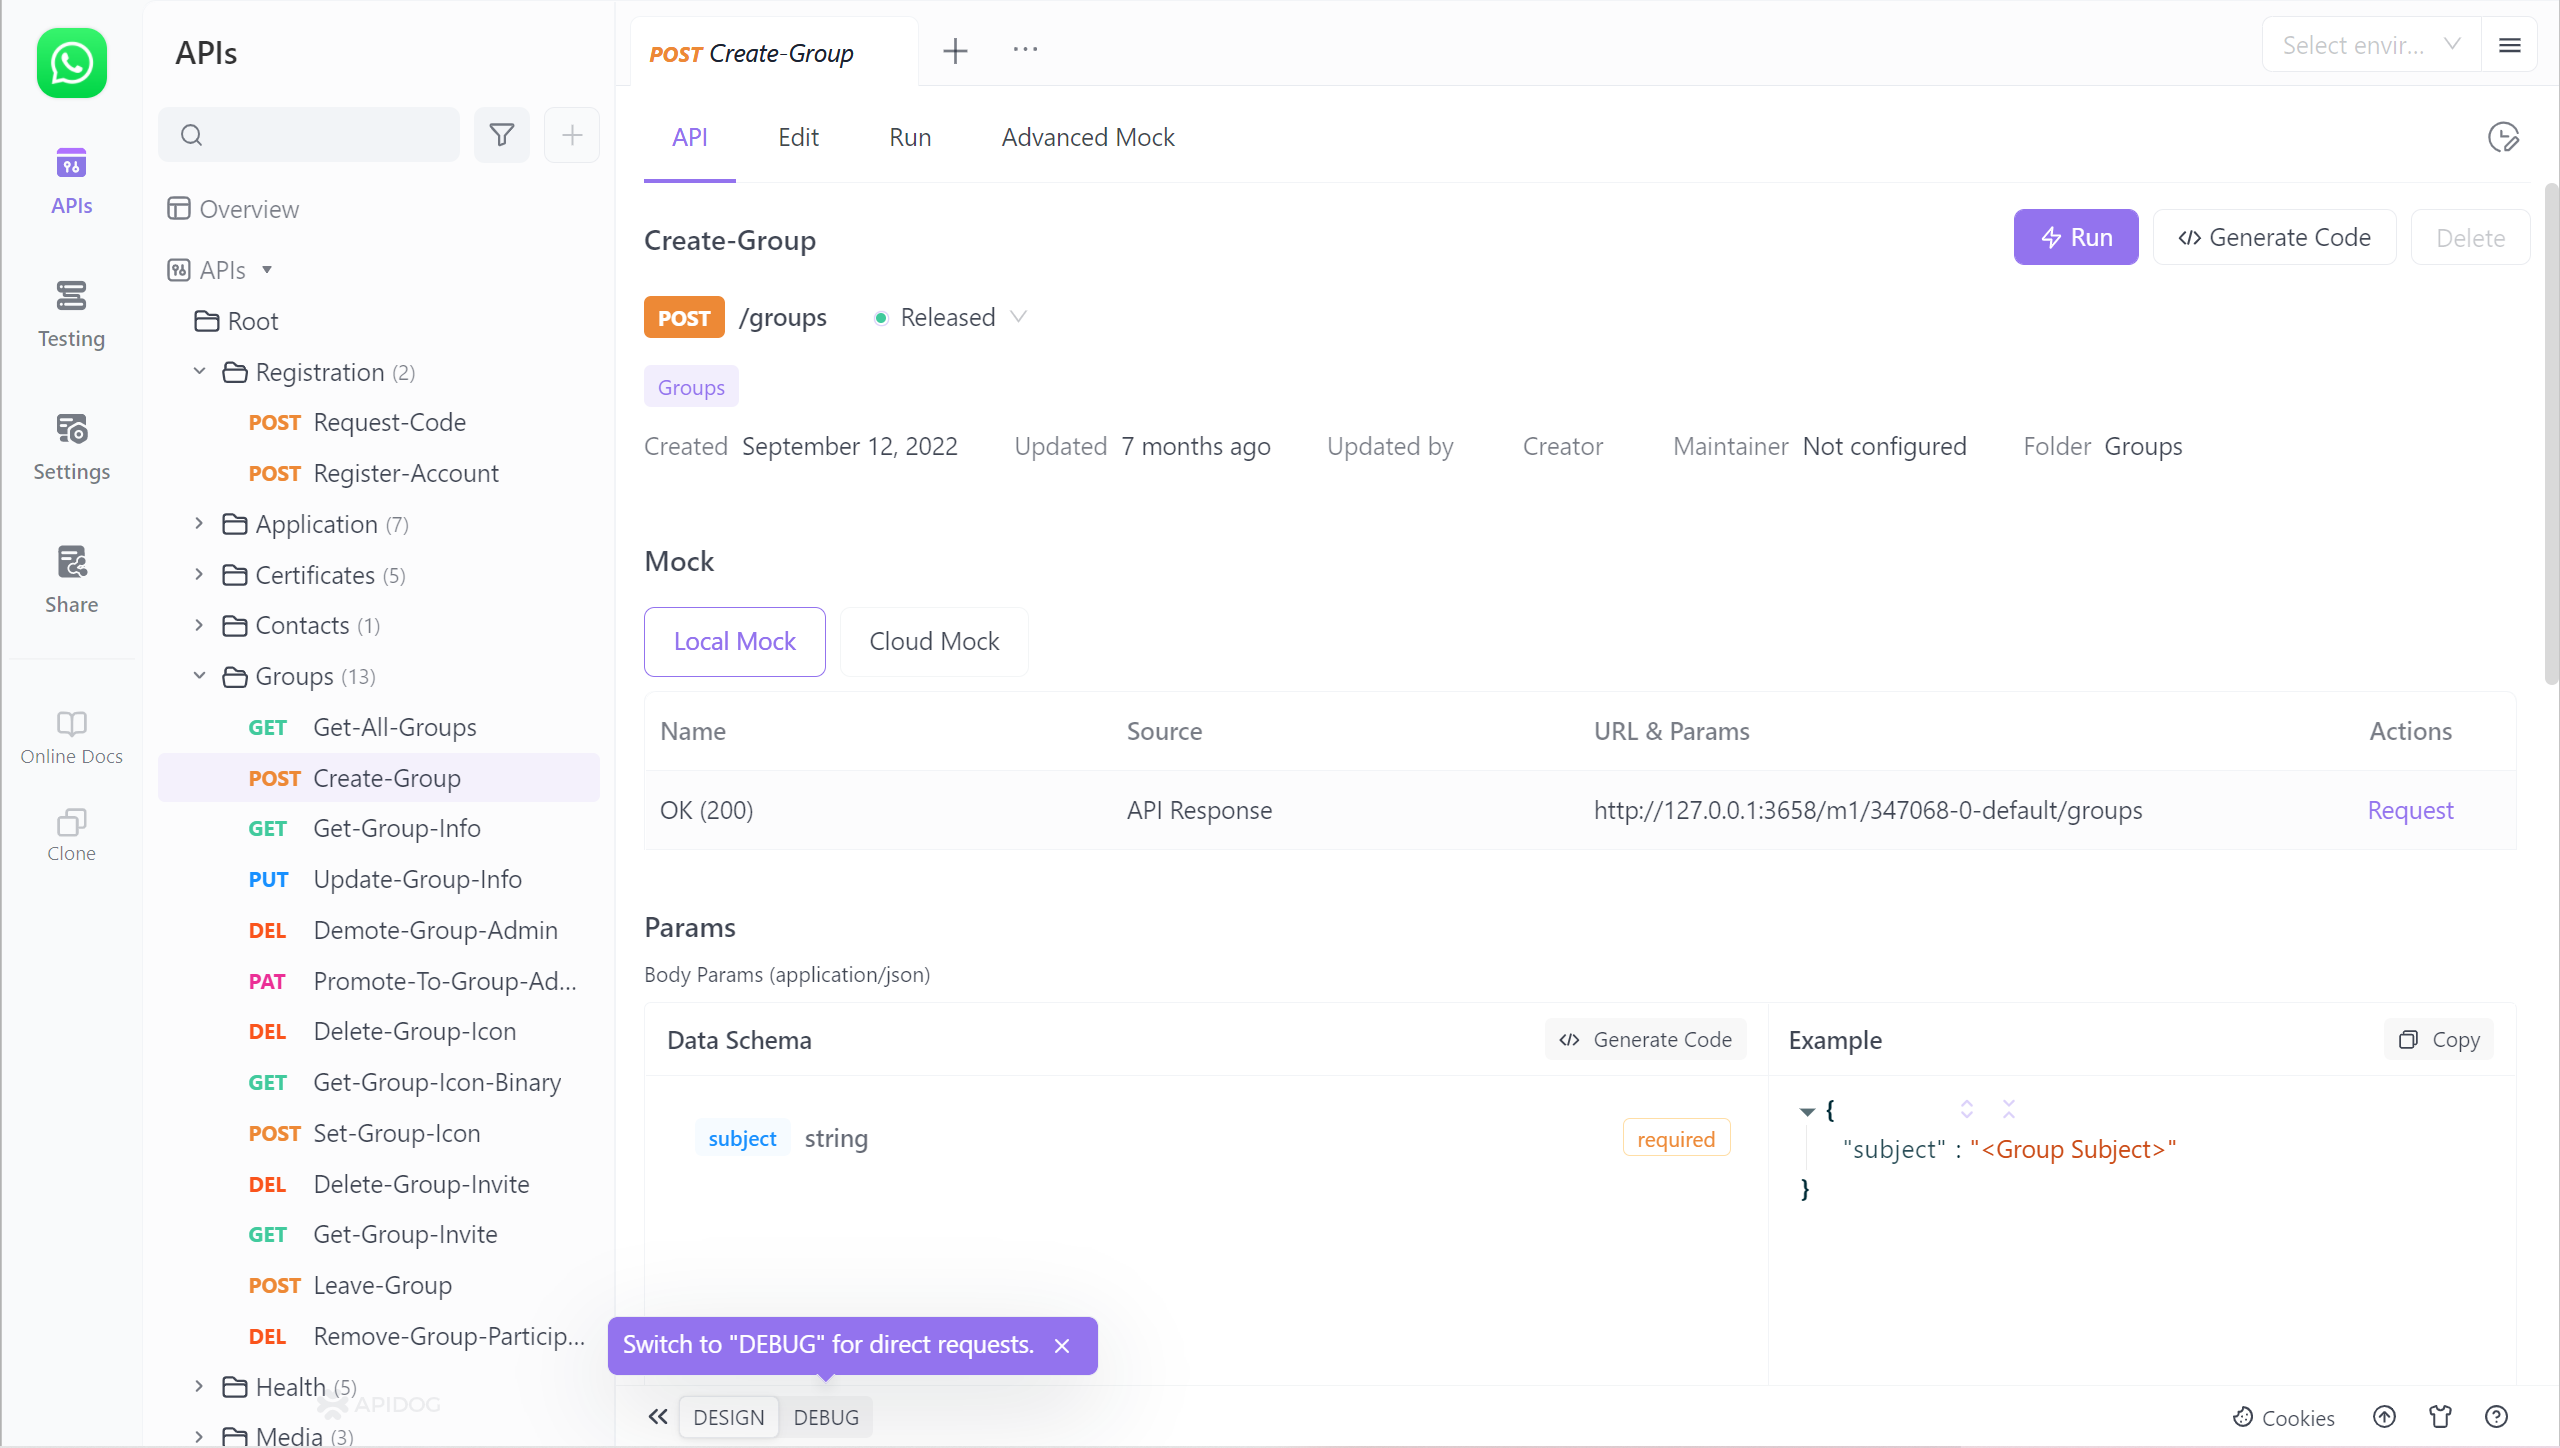 APIs
Testing
Settings
Share
Online Docs
Clone
APIs
Overview
APIs
Root
Registration (2)
POST Request-Code
POST Register-Account
Application (7)
Certificates (5)
Contacts (1)
Groups (13)
GET Get-All-Groups
POST Create-Group
GET Get-Group-Info
PUT Update-Group-Info
DEL Demote-Group-Admin
PAT Promote-To-Group-Ad...
DEL Delete-Group-Icon
GET Get-Group-Icon-Binary
POST Set-Group-Icon
DEL Delete-Group-Invite
GET Get-Group-Invite
POST Leave-Group
DEL Remove-Group-Particip...
Health (5)
APIDOG
Media (3)
POST Create-Group
Select envir...
API Edit Run Advanced Mock
Create-Group
Run Generate Code Delete
POST /groups Released
Groups
Created September 12, 2022 Updated 7 months ago Updated by Creator Maintainer Not configured Folder Groups
Mock
Local Mock Cloud Mock
Name Source URL & Params Actions
OK (200) API Response http://127.0.0.1:3658/m1/347068-0-default/groups Request
Params
Body Params (application/json)
Data Schema Generate Code
subject string required
Example Copy
{
"subject" : "<Group Subject>"
}
Switch to "DEBUG" for direct requests.
DESIGN DEBUG
Cookies